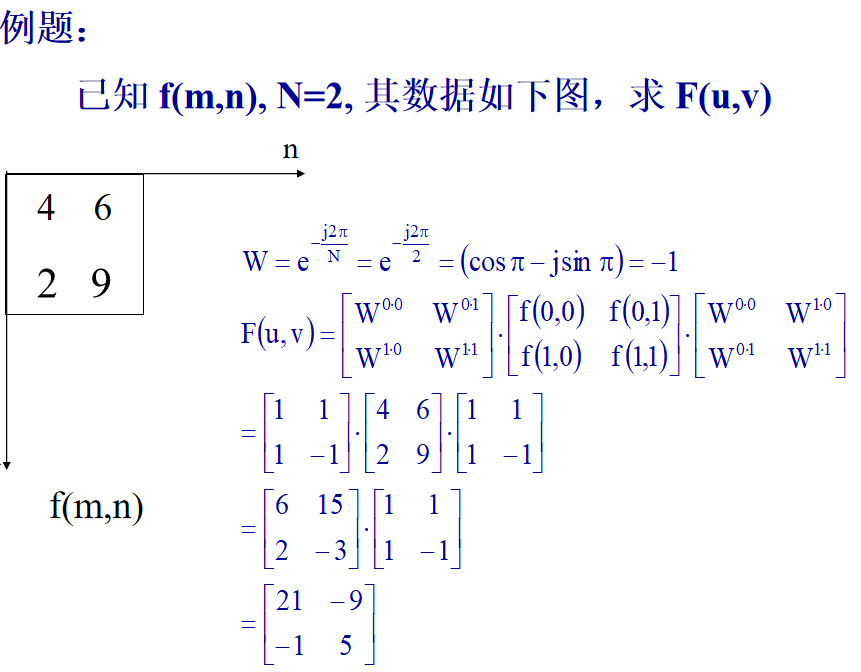 例题：
已知 f(m,n), N=2, 其数据如下图，求 F(u,v)
n
4 6
2 9
f(m,n)
W = e^{-\frac{j2π}{N}} = e^{-\frac{j2π}{2}} = (cos π − jsin π) = −1
F(u,v) = [W^{0·0} W^{0·1}; W^{1·0} W^{1·1}] · [f(0,0) f(0,1); f(1,0) f(1,1)] · [W^{0·0} W^{1·0}; W^{0·1} W^{1·1}]
= [1 1; 1 −1] · [4 6; 2 9] · [1 1; 1 −1]
= [6 15; 2 −3] · [1 1; 1 −1]
= [21 −9; −1 5]